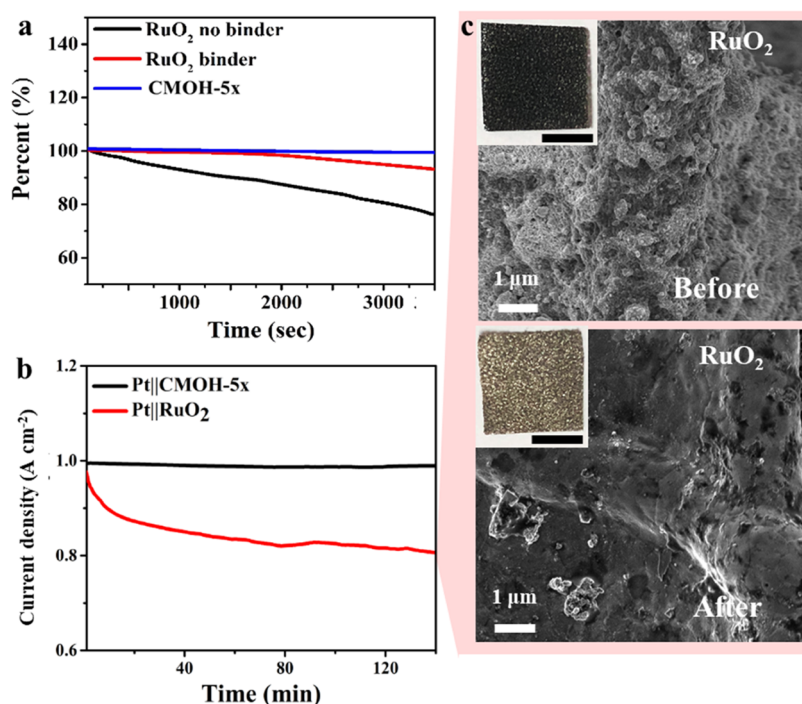 a
RuO₂ no binder
RuO₂ binder
CMOH-5x
Percent (%)
140
120
100
80
60
1000
2000
3000
Time (sec)
b
Pt||CMOH-5x
Pt||RuO₂
Current density (A cm⁻²)
1.2
1.0
0.8
0.6
0
40
80
120
Time (min)
c
RuO₂
1 μm
Before
RuO₂
1 μm
After